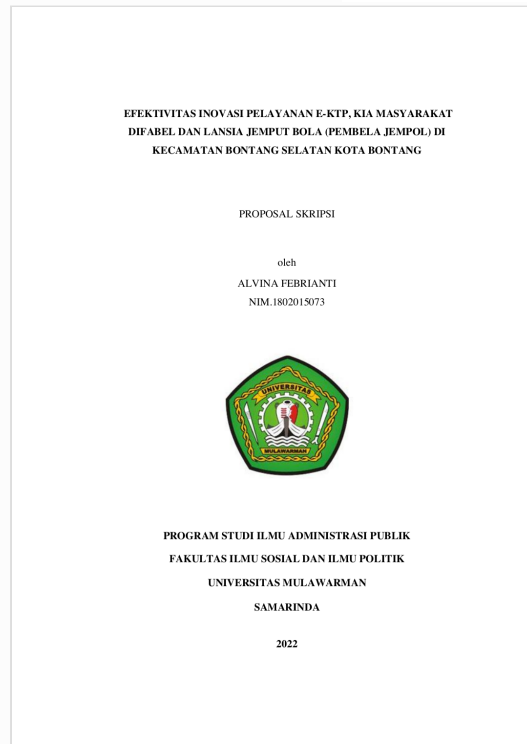 EFEKTIVITAS INOVASI PELAYANAN E-KTP, KIA MASYARAKAT
DIFABEL DAN LANSIA JEMPUT BOLA (PEMBELA JEMPOL) DI
KECAMATAN BONTANG SELATAN KOTA BONTANG
PROPOSAL SKRIPSI
oleh
ALVINA FEBRIANTI
NIM.1802015073
UNIVERSITAS
MULAWARMAN
PROGRAM STUDI ILMU ADMINISTRASI PUBLIK
FAKULTAS ILMU SOSIAL DAN ILMU POLITIK
UNIVERSITAS MULAWARMAN
SAMARINDA
2022